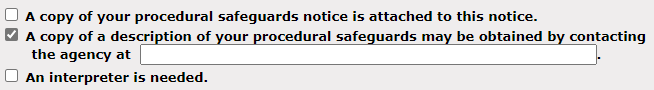 A copy of your procedural safeguards notice is attached to this notice.
A copy of a description of your procedural safeguards may be obtained by contacting
the agency at .
An interpreter is needed.